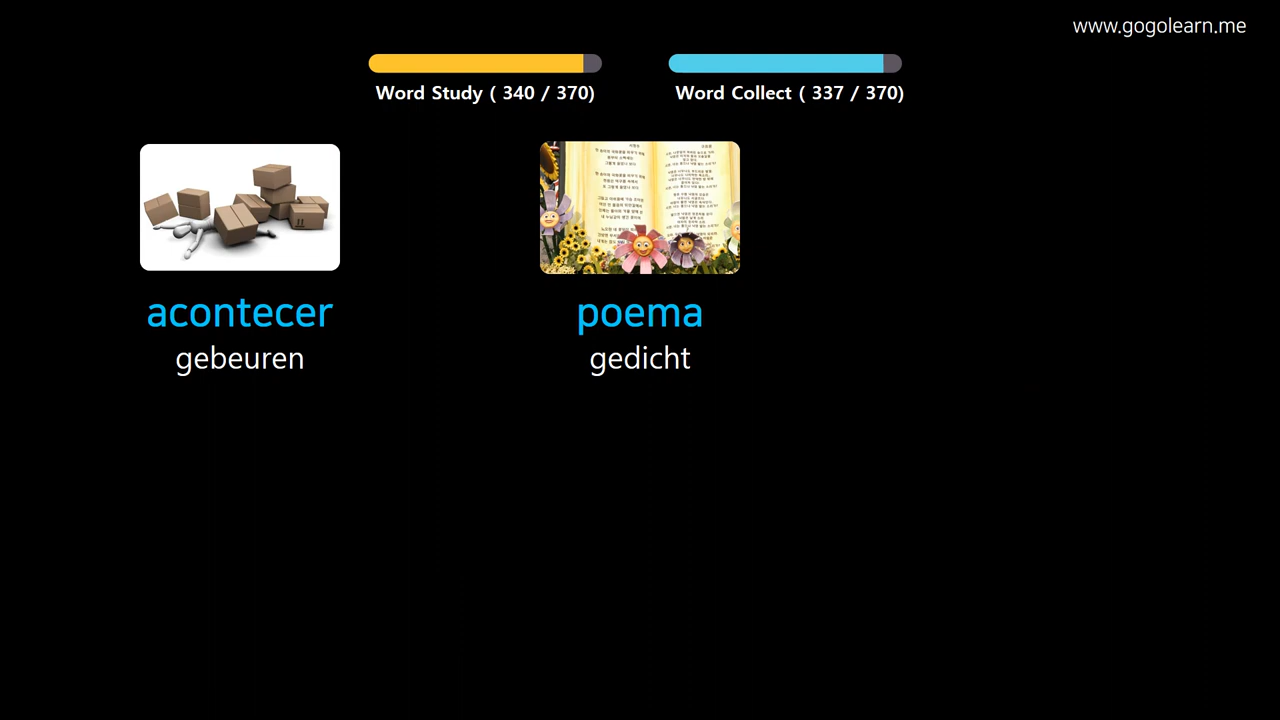 www.gogolearn.me
Word Study ( 340 / 370)
Word Collect ( 337 / 370)
acontecer
gebeuren
poema
gedicht